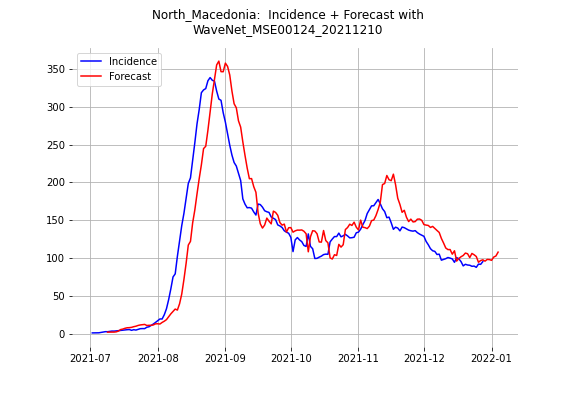 North_Macedonia:  Incidence + Forecast with
WaveNet_MSE00124_20211210
Incidence
Forecast
350
300
250
200
150
100
50
0
2021-07 2021-08 2021-09 2021-10 2021-11 2021-12 2022-01